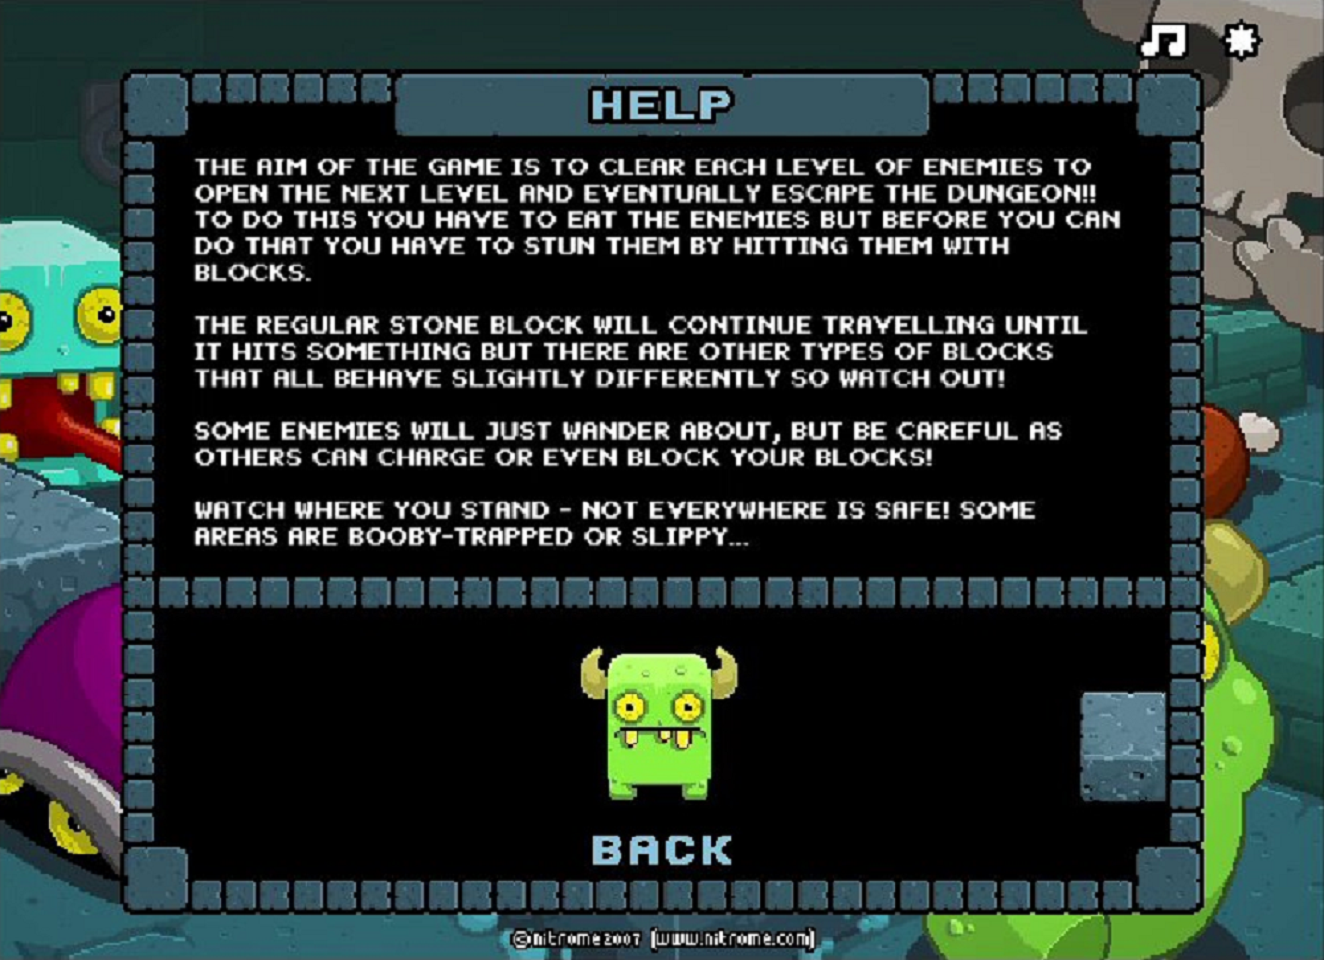 HELP
THE AIM OF THE GAME IS TO CLEAR EACH LEVEL OF ENEMIES TO
OPEN THE NEXT LEVEL AND EVENTUALLY ESCAPE THE DUNGEON!!
TO DO THIS YOU HAVE TO EAT THE ENEMIES BUT BEFORE YOU CAN
DO THAT YOU HAVE TO STUN THEM BY HITTING THEM WITH
BLOCKS.
THE REGULAR STONE BLOCK WILL CONTINUE TRAVELLING UNTIL
IT HITS SOMETHING BUT THERE ARE OTHER TYPES OF BLOCKS
THAT ALL BEHAVE SLIGHTLY DIFFERENTLY SO WATCH OUT!
SOME ENEMIES WILL JUST WANDER ABOUT, BUT BE CAREFUL AS
OTHERS CAN CHARGE OR EVEN BLOCK YOUR BLOCKS!
WATCH WHERE YOU STAND - NOT EVERYWHERE IS SAFE! SOME
AREAS ARE BOOBY-TRAPPED OR SLIPPY...
BACK
©nitrome2007 [www.nitrome.com]